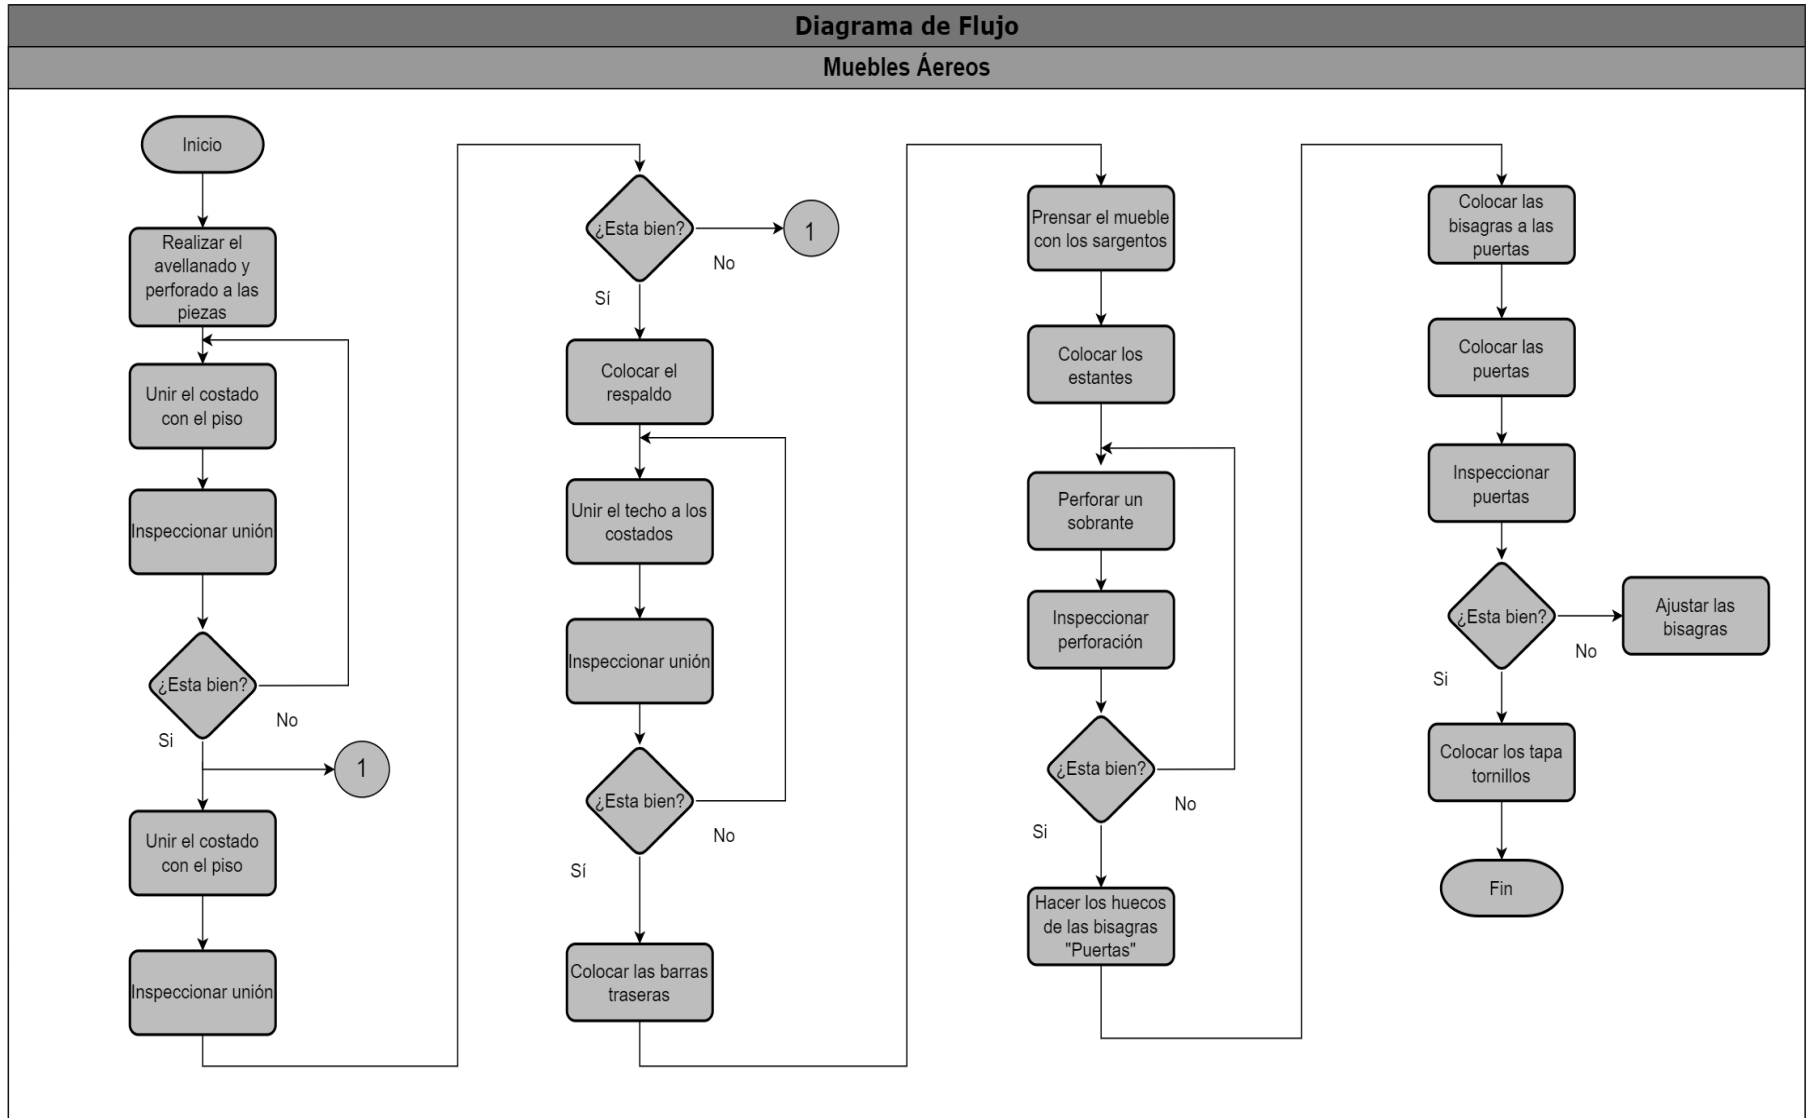 Diagrama de Flujo
Muebles Áereos
Inicio
Realizar el
avellanado y
perforado a las
piezas
Unir el costado
con el piso
Inspeccionar unión
¿Esta bien?
No
Si
1
Unir el costado
con el piso
Inspeccionar unión
¿Esta bien?
1
No
Sí
Colocar el
respaldo
Unir el techo a los
costados
Inspeccionar unión
¿Esta bien?
No
Sí
Colocar las barras
traseras
Prensar el mueble
con los sargentos
Colocar los
estantes
Perforar un
sobrante
Inspeccionar
perforación
¿Esta bien?
No
Si
Hacer los huecos
de las bisagras
"Puertas"
Colocar las
bisagras a las
puertas
Colocar las
puertas
Inspeccionar
puertas
¿Esta bien?
Ajustar las
bisagras
No
Si
Colocar los tapa
tornillos
Fin